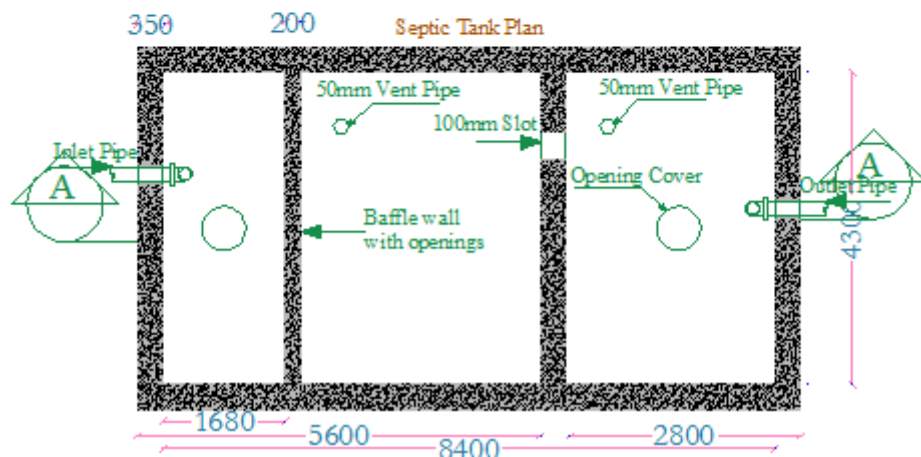 350
200
Septic Tank Plan
50mm Vent Pipe
50mm Vent Pipe
100mm Slot
Inlet Pipe
A
Opening Cover
A
Outlet Pipe
Baffle wall
with openings
4300
1680
5600
2800
8400